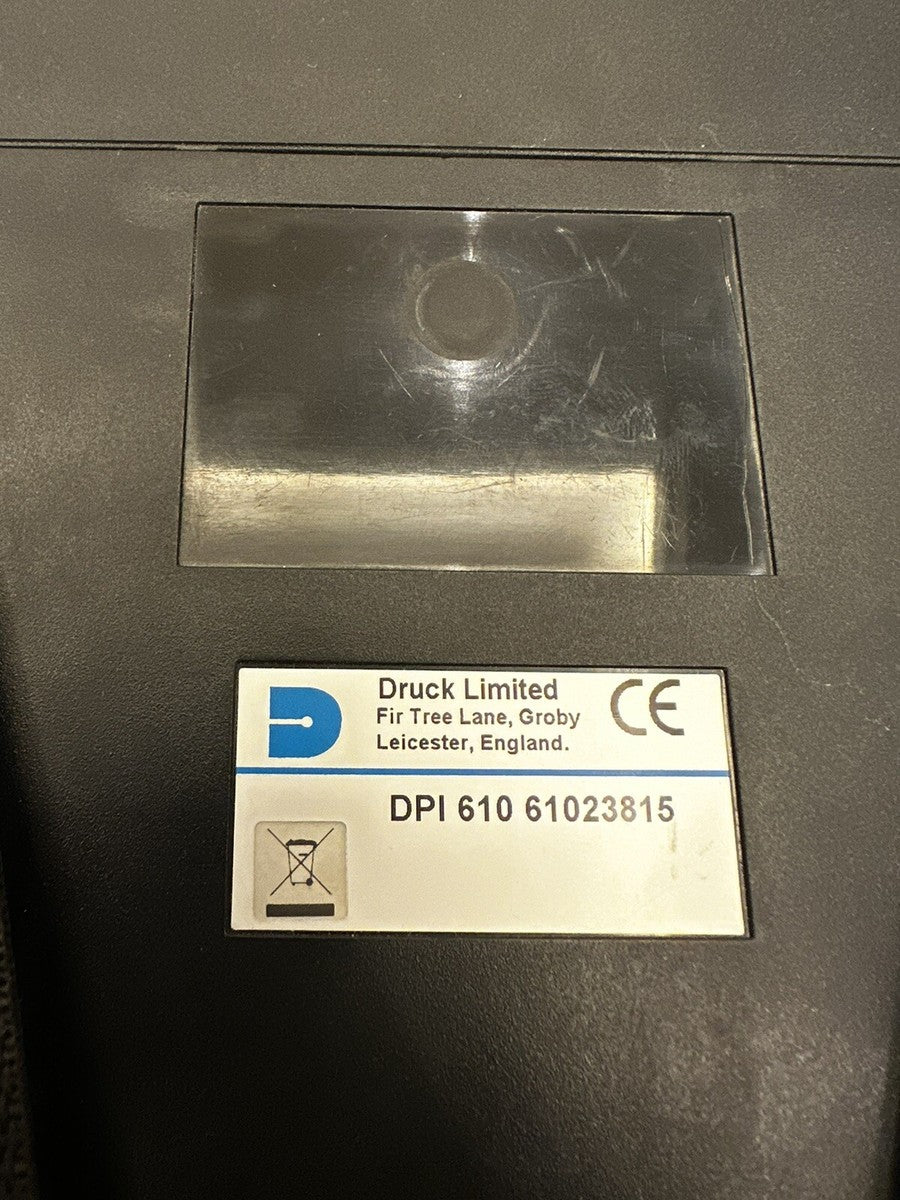 Druck Limited
Fir Tree Lane, Groby
Leicester, England.
CE
DPI 610 61023815